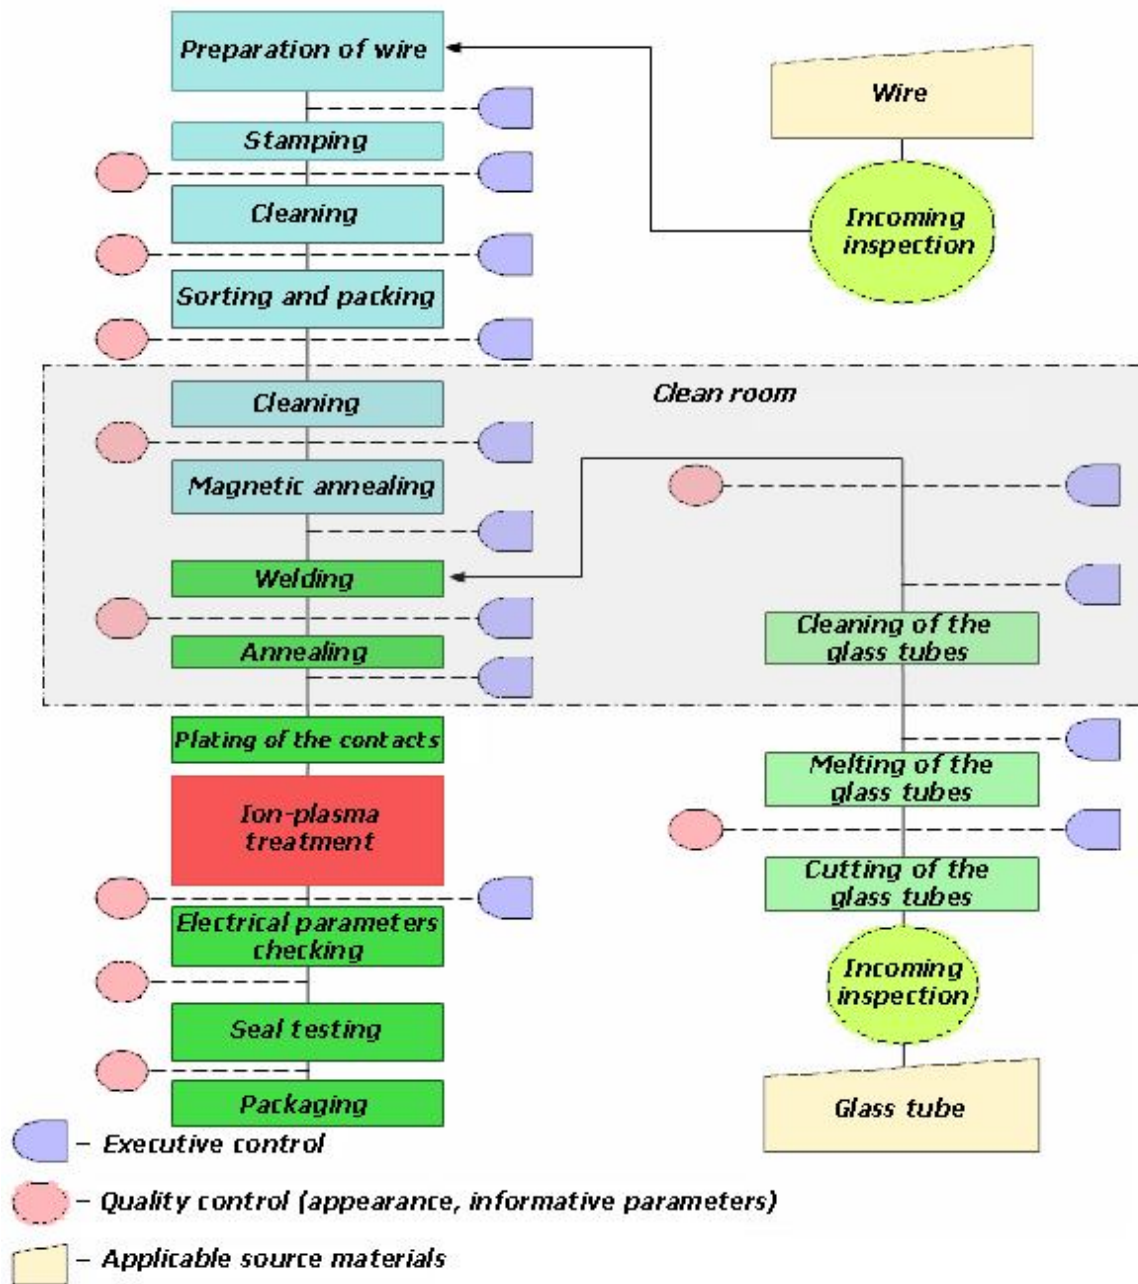 Preparation of wire
Wire
Stamping
Cleaning
Incoming
inspection
Sorting and packing
Clean room
Cleaning
Magnetic annealing
Welding
Cleaning of the
glass tubes
Annealing
Plating of the contacts
Melting of the
glass tubes
Ion-plasma
treatment
Cutting of the
glass tubes
Electrical parameters
checking
Incoming
inspection
Seal testing
Packaging
Glass tube
– Executive control
– Quality control (appearance, informative parameters)
– Applicable source materials